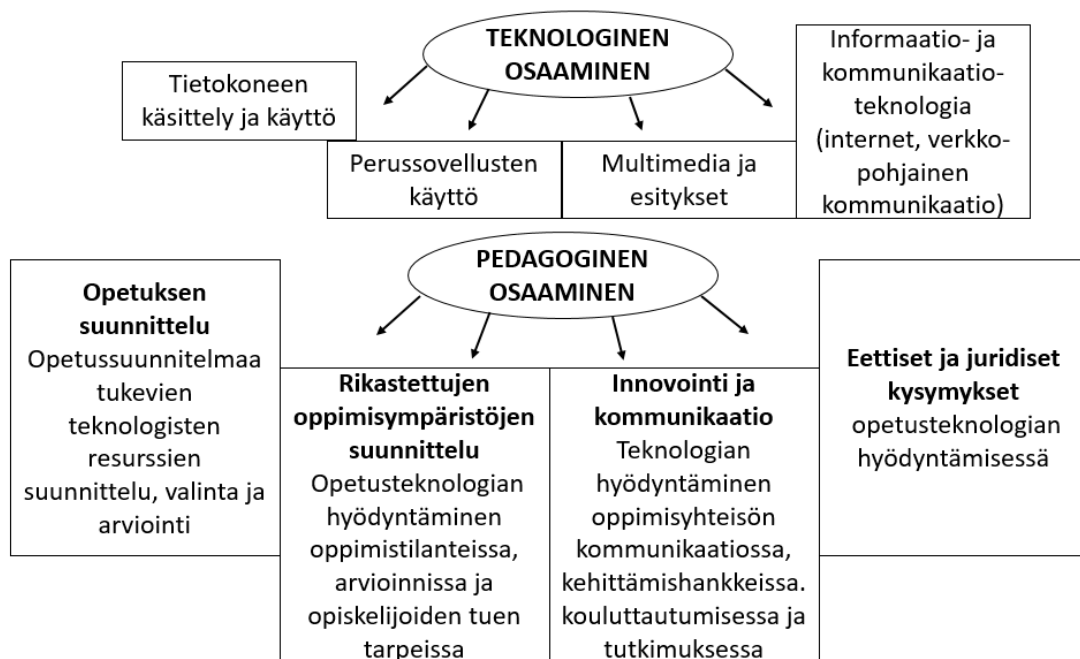 TEKNOLOGINEN
OSAAMINEN
Tietokoneen
käsittely ja käyttö
Perussovellusten
käyttö
Multimedia ja
esitykset
Informaatio- ja
kommunikaatio-
teknologia
(internet, verkko-
pohjainen
kommunikaatio)
PEDAGOGINEN
OSAAMINEN
Opetuksen
suunnittelu
Opetussuunnitelmaa
tukevien
teknologisten
resurssien
suunnittelu, valinta ja
arviointi
Rikastettujen
oppimisympäristöjen
suunnittelu
Opetusteknologian
hyödyntäminen
oppimistilanteissa,
arvioinnissa ja
opiskelijoiden tuen
tarpeissa
Innovointi ja
kommunikaatio
Teknologian
hyödyntäminen
oppimisyhteisön
kommunikaatiossa,
kehittämishankkeissa.
kouluttautumisessa ja
tutkimuksessa
Eettiset ja juridiset
kysymykset
opetusteknologian
hyödyntämisessä